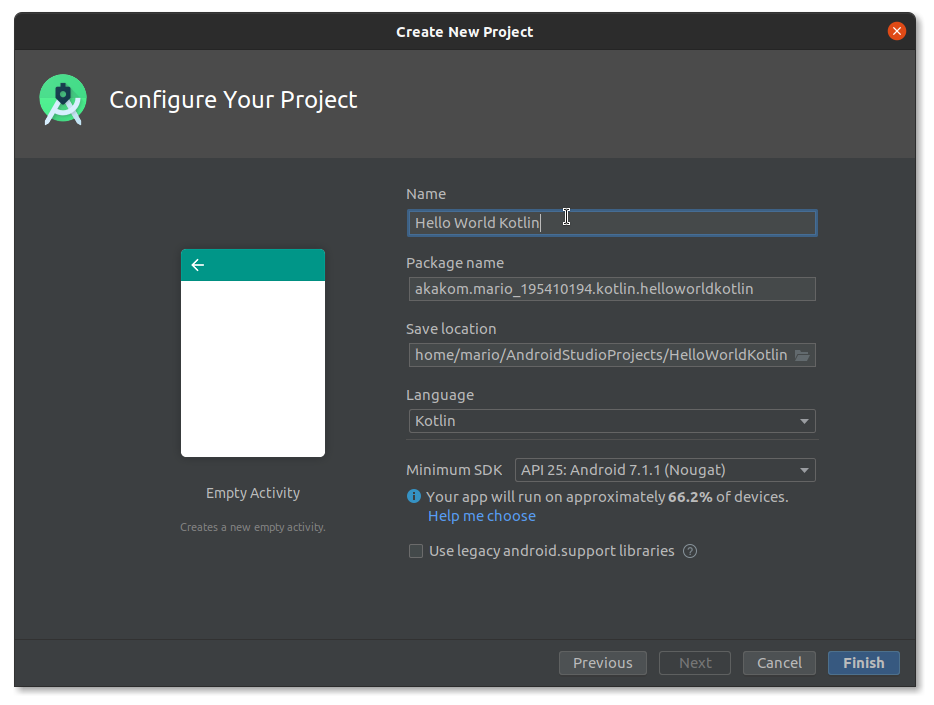 Create New Project
Configure Your Project
Name
Hello World Kotlin
Package name
akakom.mario_195410194.kotlin.helloworldkotlin
Save location
home/mario/AndroidStudioProjects/HelloWorldKotlin
Language
Kotlin
Minimum SDK API 25: Android 7.1.1 (Nougat)
Your app will run on approximately 66.2% of devices.
Help me choose
Use legacy android.support libraries ?
Empty Activity
Creates a new empty activity.
Previous Next Cancel Finish